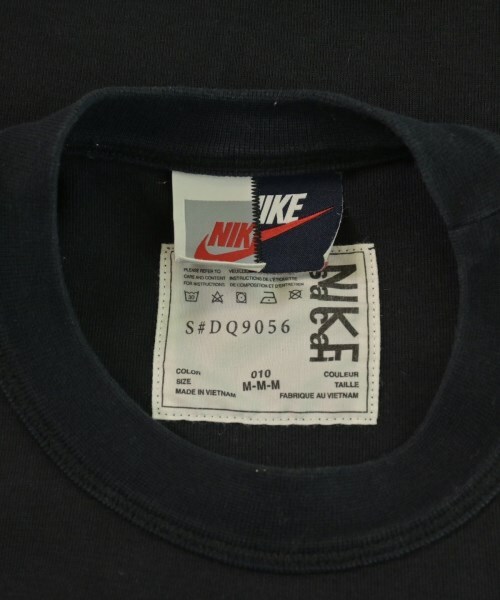 NIKE
NIK
PLEASE REFER TO
CARE AND CONTENT
FOR INSTRUCTIONS
INSTRUCTIONS DE L'ETIQUETTE
DE COMPOSITION ET D'ENTRETIEN
S#DQ9056
COLOR 010 COULEUR
SIZE M-M-M TAILLE
MADE IN VIETNAM FABRIQUE AU VIETNAM
NIKE
sacai